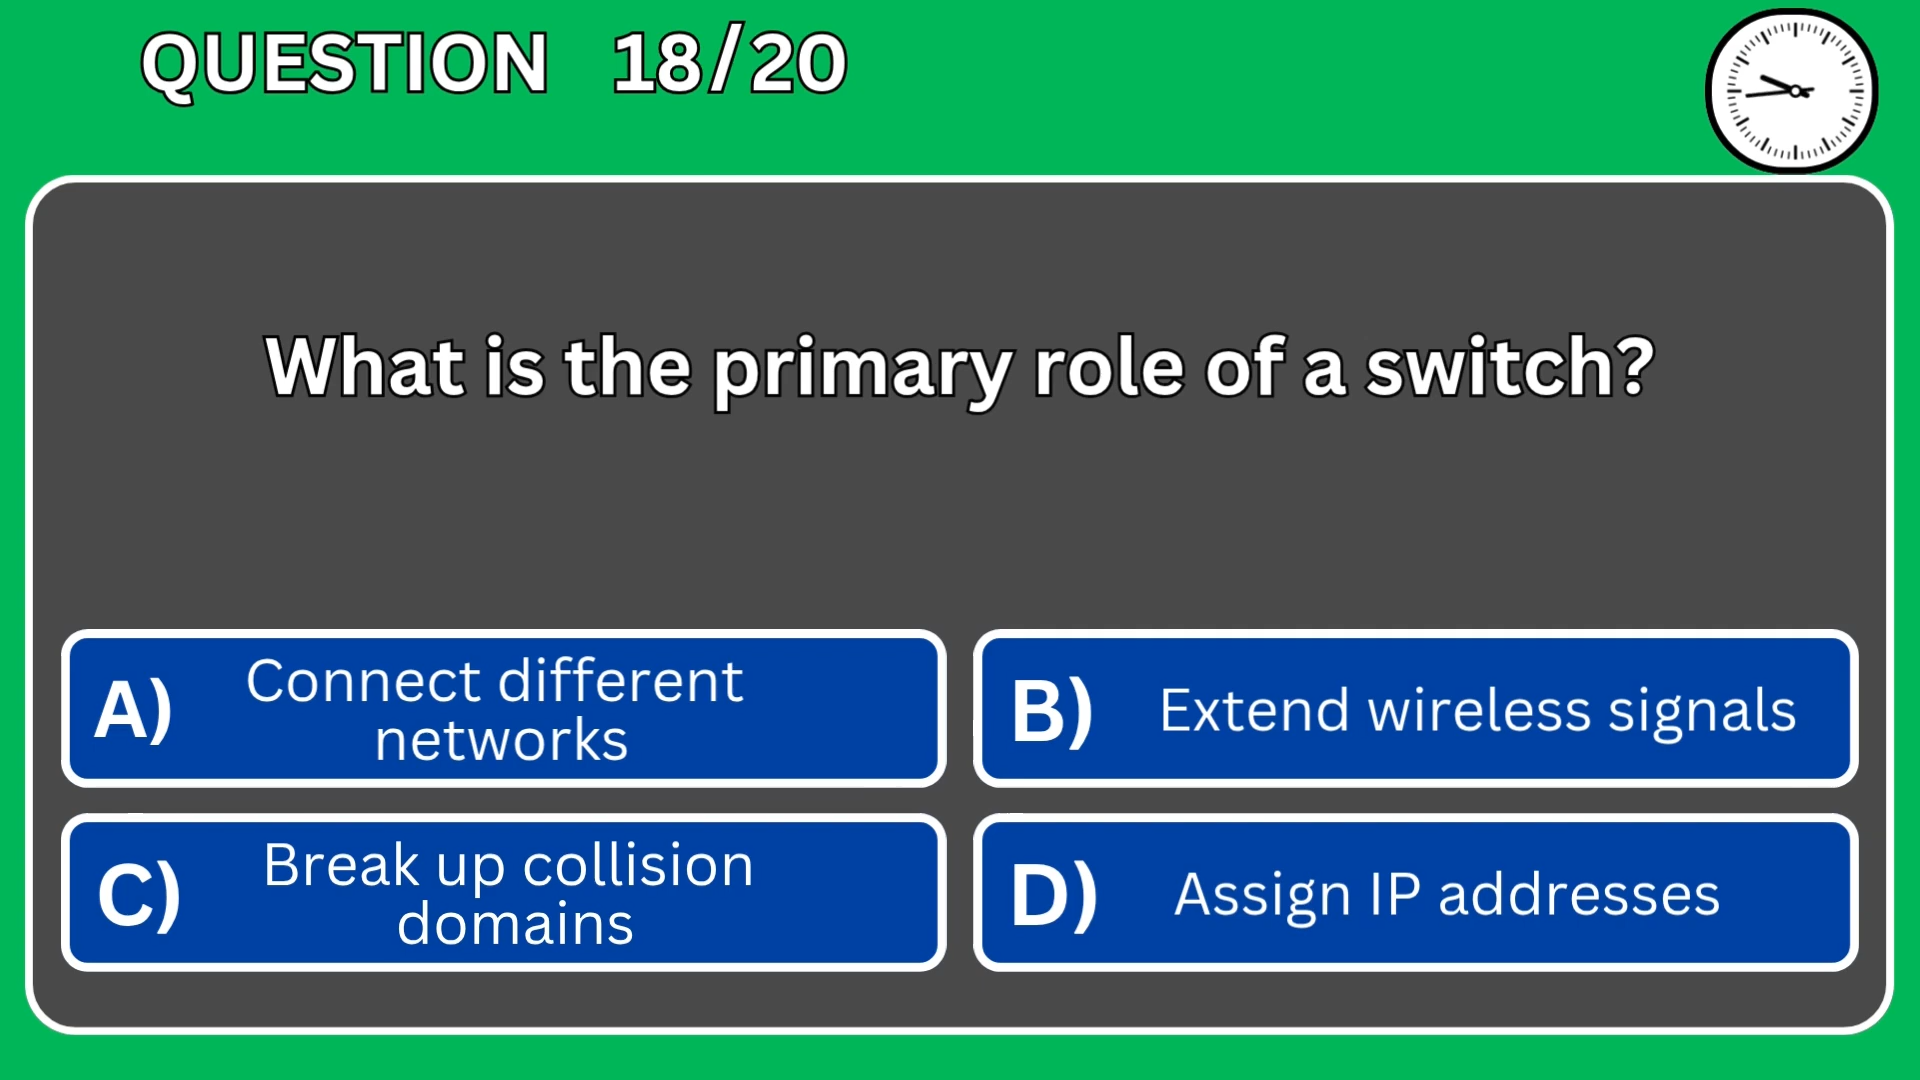 QUESTION 18/20
What is the primary role of a switch?
A) Connect different
networks
B) Extend wireless signals
C) Break up collision
domains
D) Assign IP addresses